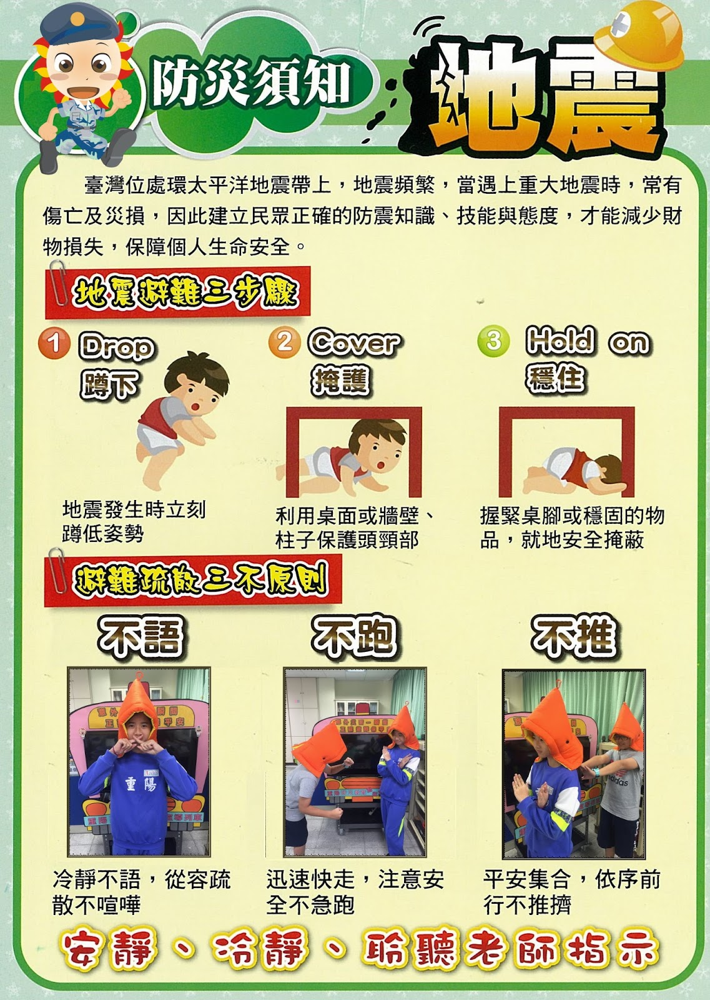 防災須知
地震
臺灣位處環太平洋地震帶上，地震頻繁，當遇上重大地震時，常有
傷亡及災損，因此建立民眾正確的防震知識、技能與態度，才能減少財
物損失，保障個人生命安全。
地震避難三步驟
1 Drop
蹲下
2 Cover
掩護
3 Hold on
穩住
地震發生時立刻
蹲低姿勢
利用桌面或牆壁、
柱子保護頭頸部
握緊桌腳或穩固的物
品，就地安全掩蔽
避難疏散三不原則
不語
不跑
不推
重陽
adidas
冷靜不語，從容疏
散不喧嘩
迅速快走，注意安
全不急跑
平安集合，依序前
行不推擠
安靜、冷靜、聆聽老師指示